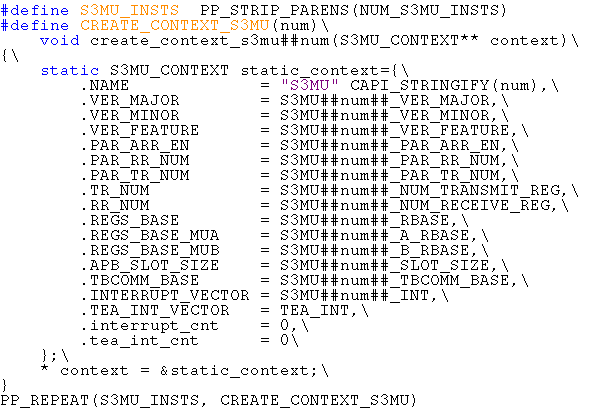 #define S3MU_INSTS  PP_STRIP_PARENS(NUM_S3MU_INSTS)
#define CREATE_CONTEXT_S3MU(num)\
    void create_context_s3mu##num(S3MU_CONTEXT** context)\
{\
    static S3MU_CONTEXT static_context={\
        .NAME             = "S3MU" CAPI_STRINGIFY(num),\
        .VER_MAJOR        = S3MU##num##_VER_MAJOR,\
        .VER_MINOR        = S3MU##num##_VER_MINOR,\
        .VER_FEATURE      = S3MU##num##_VER_FEATURE,\
        .PAR_ARR_EN       = S3MU##num##_PAR_ARR_EN,\
        .PAR_RR_NUM       = S3MU##num##_PAR_RR_NUM,\
        .PAR_TR_NUM       = S3MU##num##_PAR_TR_NUM,\
        .TR_NUM           = S3MU##num##_NUM_TRANSMIT_REG,\
        .RR_NUM           = S3MU##num##_NUM_RECEIVE_REG,\
        .REGS_BASE        = S3MU##num##_RBASE,\
        .REGS_BASE_MUA    = S3MU##num##_A_RBASE,\
        .REGS_BASE_MUB    = S3MU##num##_B_RBASE,\
        .APB_SLOT_SIZE    = S3MU##num##_SLOT_SIZE,\
        .TBCOMM_BASE      = S3MU##num##_TBCOMM_BASE,\
        .INTERRUPT_VECTOR = S3MU##num##_INT,\
        .TEA_INT_VECTOR   = TEA_INT,\
        .interrupt_cnt    = 0,\
        .tea_int_cnt      = 0\
    };\
    * context = &static_context;\
}
PP_REPEAT(S3MU_INSTS, CREATE_CONTEXT_S3MU)